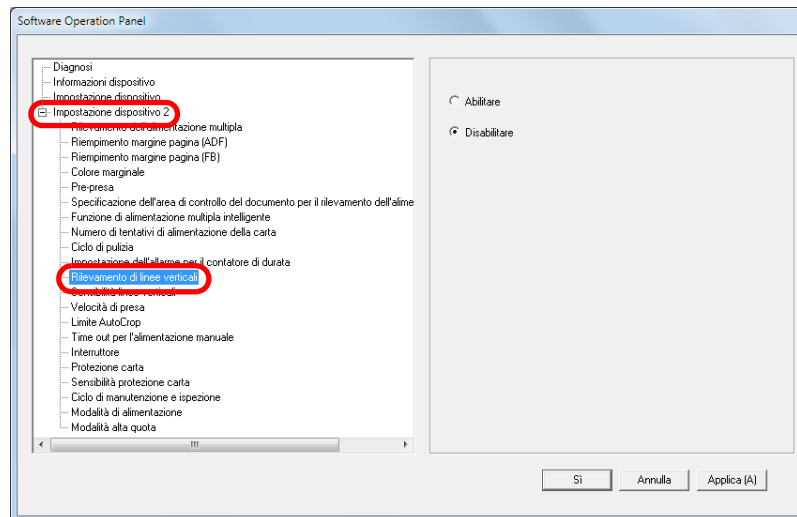 Software Operation Panel
Diagnosi
Informazioni dispositivo
Impostazione dispositivo
Impostazione dispositivo 2
Rilevamento dell'alimentazione multipla
Riempimento margine pagina (ADF)
Riempimento margine pagina (FB)
Colore marginale
Pre-presa
Specificazione dell'area di controllo del documento per il rilevamento dell'alime
Funzione di alimentazione multipla intelligente
Numero di tentativi di alimentazione della carta
Ciclo di pulizia
Impostazione dell'allarme per il contatore di durata
Rilevamento di linee verticali
Sensibilità linee verticali
Velocità di presa
Limite AutoCrop
Time out per l'alimentazione manuale
Interruttore
Protezione carta
Sensibilità protezione carta
Ciclo di manutenzione e ispezione
Modalità di alimentazione
Modalità alta quota
Abilitare
Disabilitare
Sì
Annulla
Applica (A)